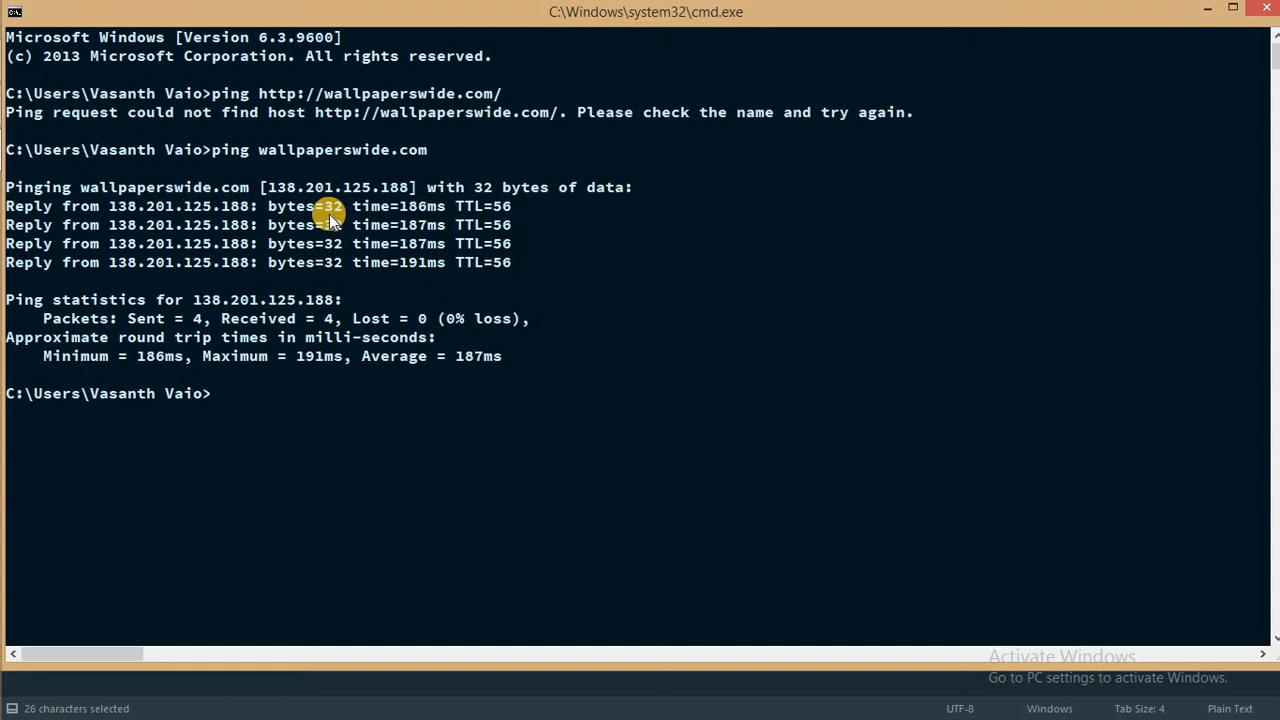 C:\Windows\system32\cmd.exe
Microsoft Windows [Version 6.3.9600]
(c) 2013 Microsoft Corporation. All rights reserved.
C:\Users\Vasanth Vaio>ping http://wallpaperswide.com/
Ping request could not find host http://wallpaperswide.com/. Please check the name and try again.
C:\Users\Vasanth Vaio>ping wallpaperswide.com
Pinging wallpaperswide.com [138.201.125.188] with 32 bytes of data:
Reply from 138.201.125.188: bytes=32 time=186ms TTL=56
Reply from 138.201.125.188: bytes=32 time=187ms TTL=56
Reply from 138.201.125.188: bytes=32 time=187ms TTL=56
Reply from 138.201.125.188: bytes=32 time=191ms TTL=56
Ping statistics for 138.201.125.188:
Packets: Sent = 4, Received = 4, Lost = 0 (0% loss),
Approximate round trip times in milli-seconds:
Minimum = 186ms, Maximum = 191ms, Average = 187ms
C:\Users\Vasanth Vaio>
Activate Windows
Go to PC settings to activate Windows.
26 characters selected UTF-8 Windows Tab Size: 4 Plain Text